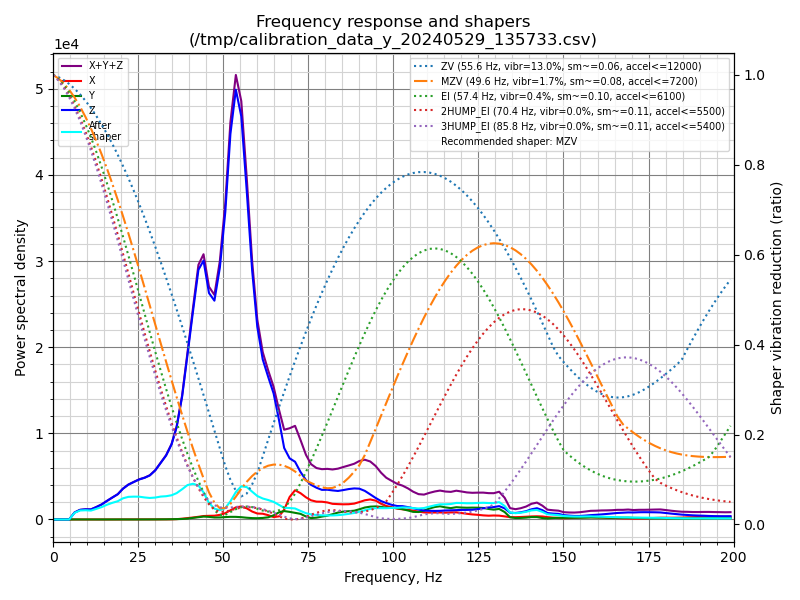 Frequency response and shapers
(/tmp/calibration_data_y_20240529_135733.csv)
1e4
X+Y+Z
X
Y
Z
After
shaper
ZV (55.6 Hz, vibr=13.0%, sm~=0.06, accel<=12000)
MZV (49.6 Hz, vibr=1.7%, sm~=0.08, accel<=7200)
EI (57.4 Hz, vibr=0.4%, sm~=0.10, accel<=6100)
2HUMP_EI (70.4 Hz, vibr=0.0%, sm~=0.11, accel<=5500)
3HUMP_EI (85.8 Hz, vibr=0.0%, sm~=0.11, accel<=5400)
Recommended shaper: MZV
Power spectral density
5
4
3
2
1
0
1.0
0.8
0.6
0.4
0.2
0.0
Shaper vibration reduction (ratio)
0 25 50 75 100 125 150 175 200
Frequency, Hz